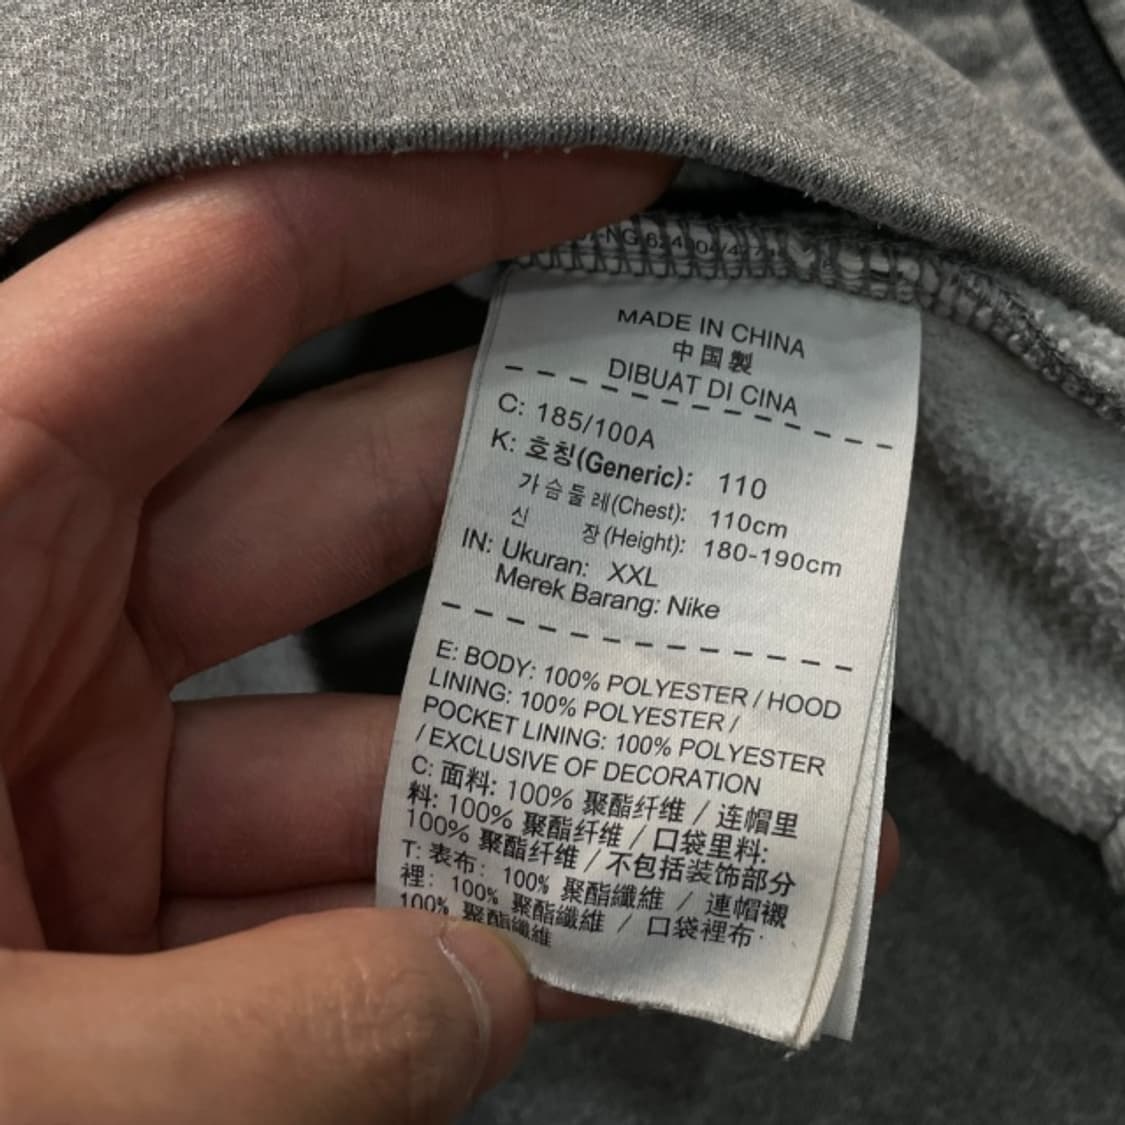 MADE IN CHINA
中国製
DIBUAT DI CINA
C: 185/100A
K: 호칭(Generic): 110
가슴둘레(Chest): 110cm
신 장(Height): 180-190cm
IN: Ukuran: XXL
Merek Barang: Nike
E: BODY: 100% POLYESTER / HOOD
LINING: 100% POLYESTER /
POCKET LINING: 100% POLYESTER
/ EXCLUSIVE OF DECORATION
C: 面料: 100% 聚酯纤维 / 连帽里
料: 100% 聚酯纤维 / 口袋里料:
100% 聚酯纤维 / 不包括装饰部分
T: 表布: 100% 聚酯纖維 / 連帽襯
裡: 100% 聚酯纖維 / 口袋裡布:
100% 聚酯纖維